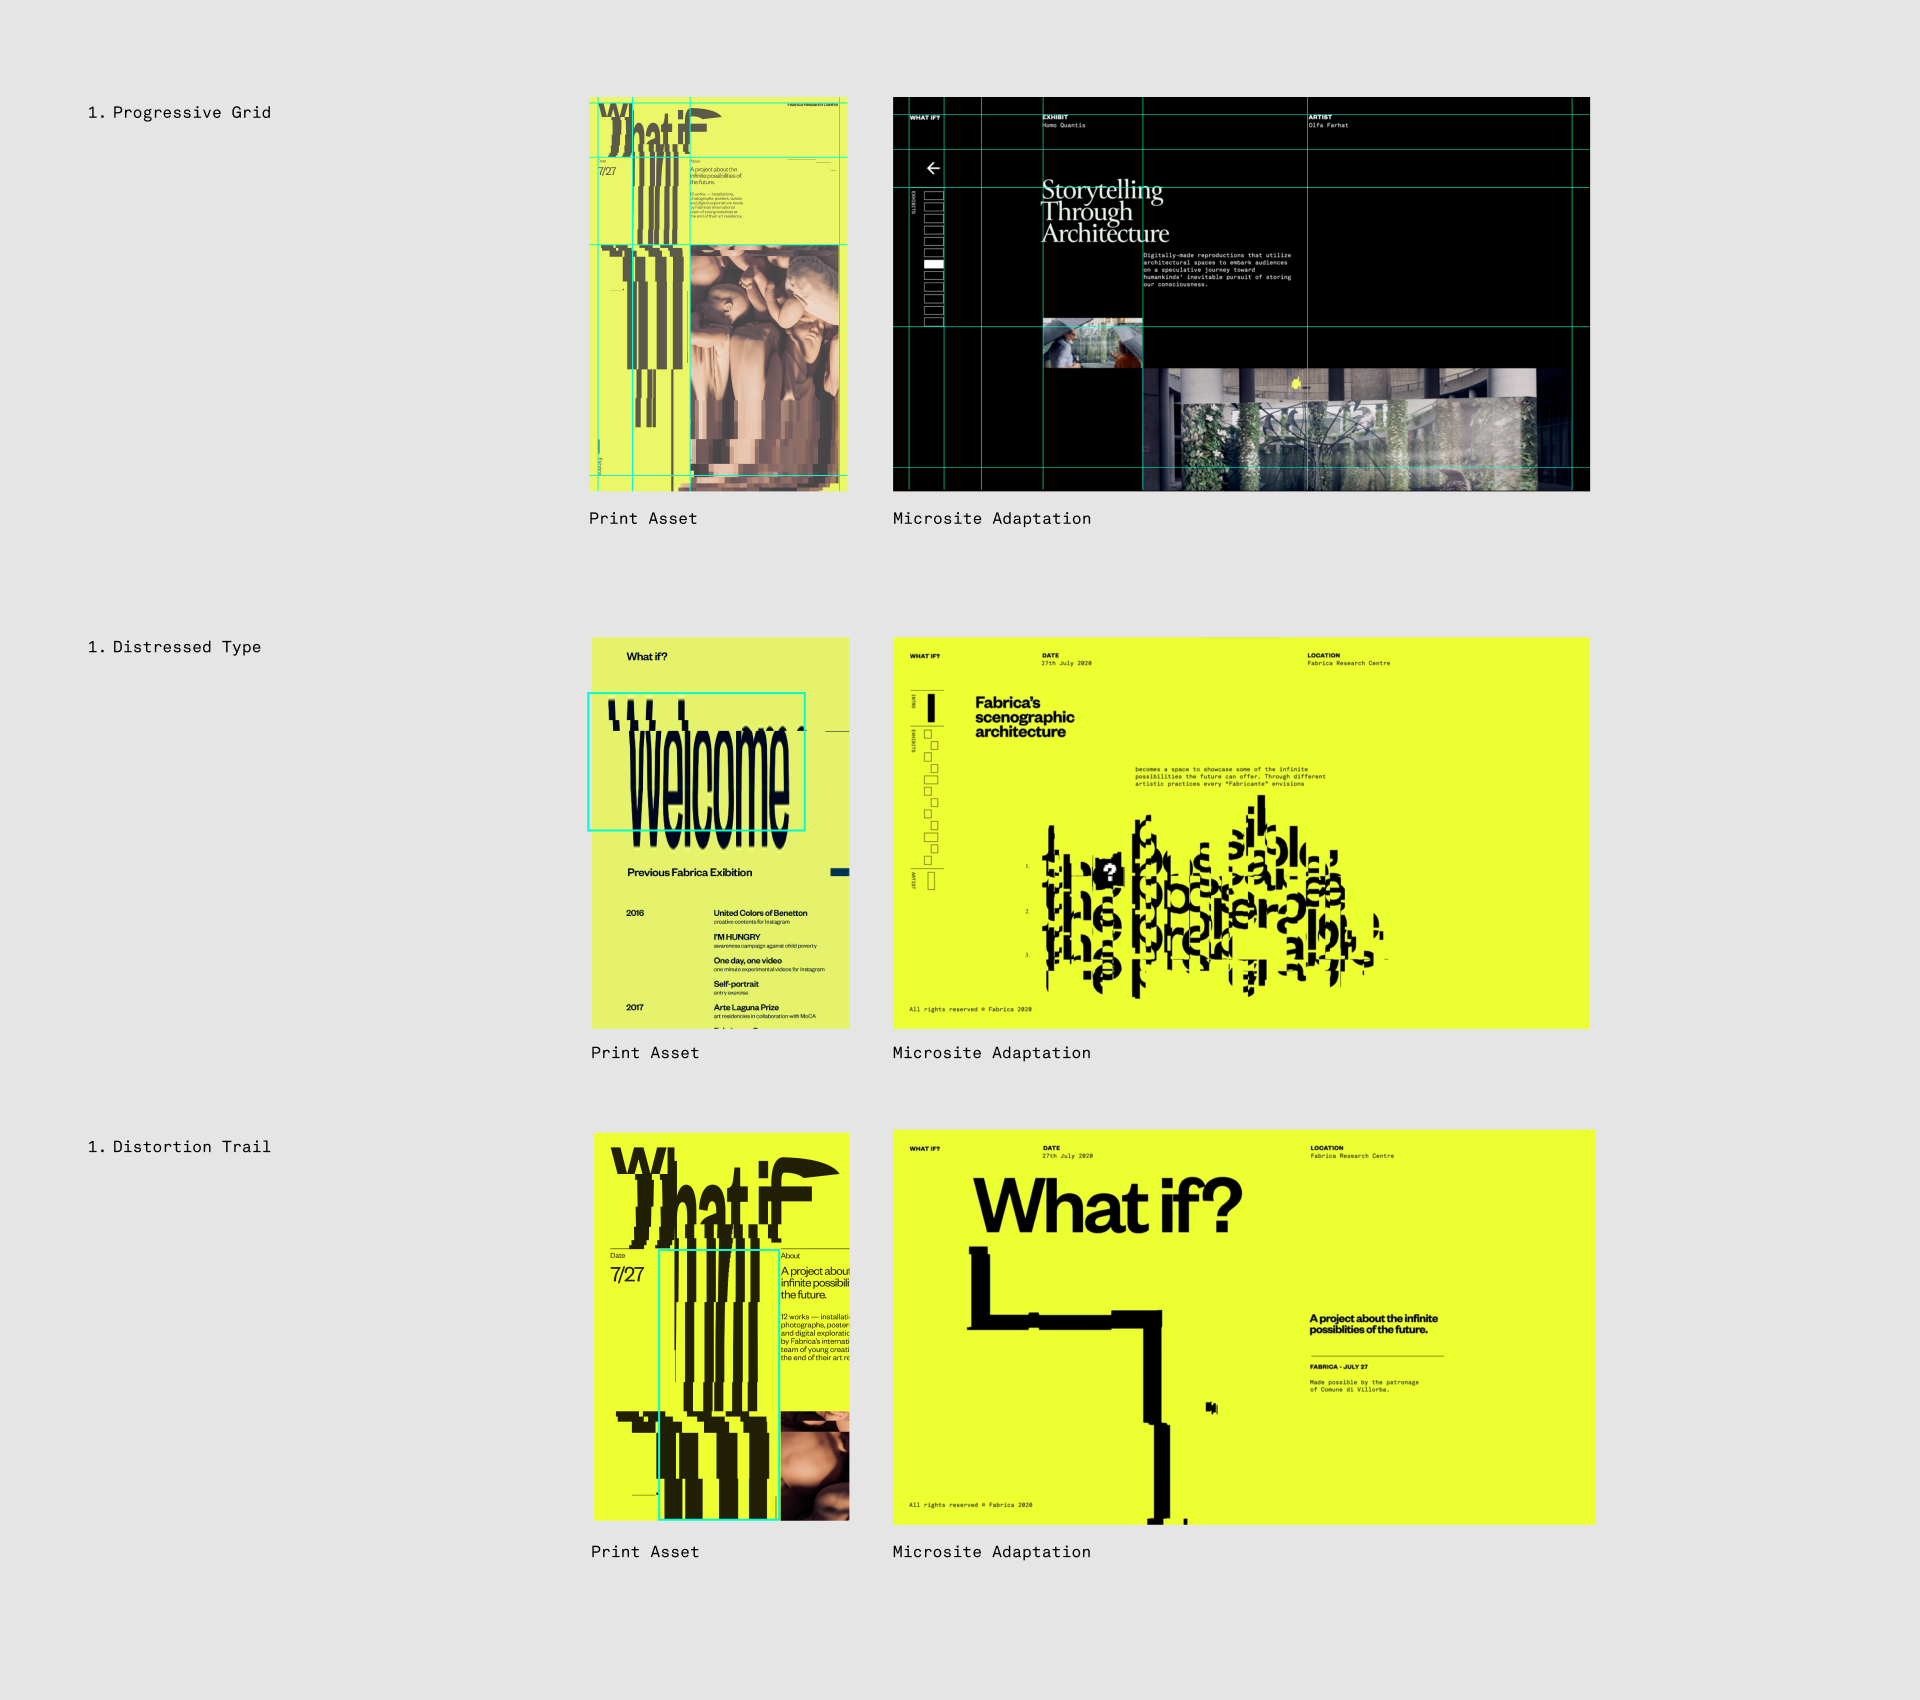 1. Progressive Grid
What if
Fabrica Research Centre
Date
7/27
About
A project about the
infinite possibilities of
the future.
12 works — installations,
photographs, posters, videos
and digital explorations made
by Fabrica's international
team of young creatives at
the end of their art residency.
Fabrica
Print Asset
WHAT IF?
EXHIBIT
Homo Quantis
ARTIST
Olfa Farhat
EXHIBITS
Storytelling
Through
Architecture
Digitally-made reproductions that utilize
architectural spaces to embark audiences
on a speculative journey toward
humankinds' inevitable pursuit of storing
our consciousness.
Microsite Adaptation
1. Distressed Type
What if?
Welcome
Previous Fabrica Exibition
2016
United Colors of Benetton
creative contents for Instagram
I'M HUNGRY
awareness campaign against child poverty
One day, one video
one minute experimental videos for Instagram
Self-portrait
entry exercise
2017
Arte Laguna Prize
art residencies in collaboration with MoCA
Print Asset
WHAT IF?
DATE
27th July 2020
LOCATION
Fabrica Research Centre
INTRO
EXHIBITS
ARTIST
Fabrica's
scenographic
architecture
becomes a space to showcase some of the infinite
possibilities the future can offer. Through different
artistic practices every "Fabricante" envisions
1.
?
2.
3.
All rights reserved © Fabrica 2020
Microsite Adaptation
1. Distortion Trail
What if
Date
7/27
About
A project about
infinite possibili
the future.
12 works — installati
photographs, poster
and digital exploratio
by Fabrica's internati
team of young creati
the end of their art re
Print Asset
WHAT IF?
DATE
27th July 2020
LOCATION
Fabrica Research Centre
What if?
A project about the infinite
possiblities of the future.
FABRICA - JULY 27
Made possible by the patronage
of Comune di Villorba.
All rights reserved © Fabrica 2020
Microsite Adaptation